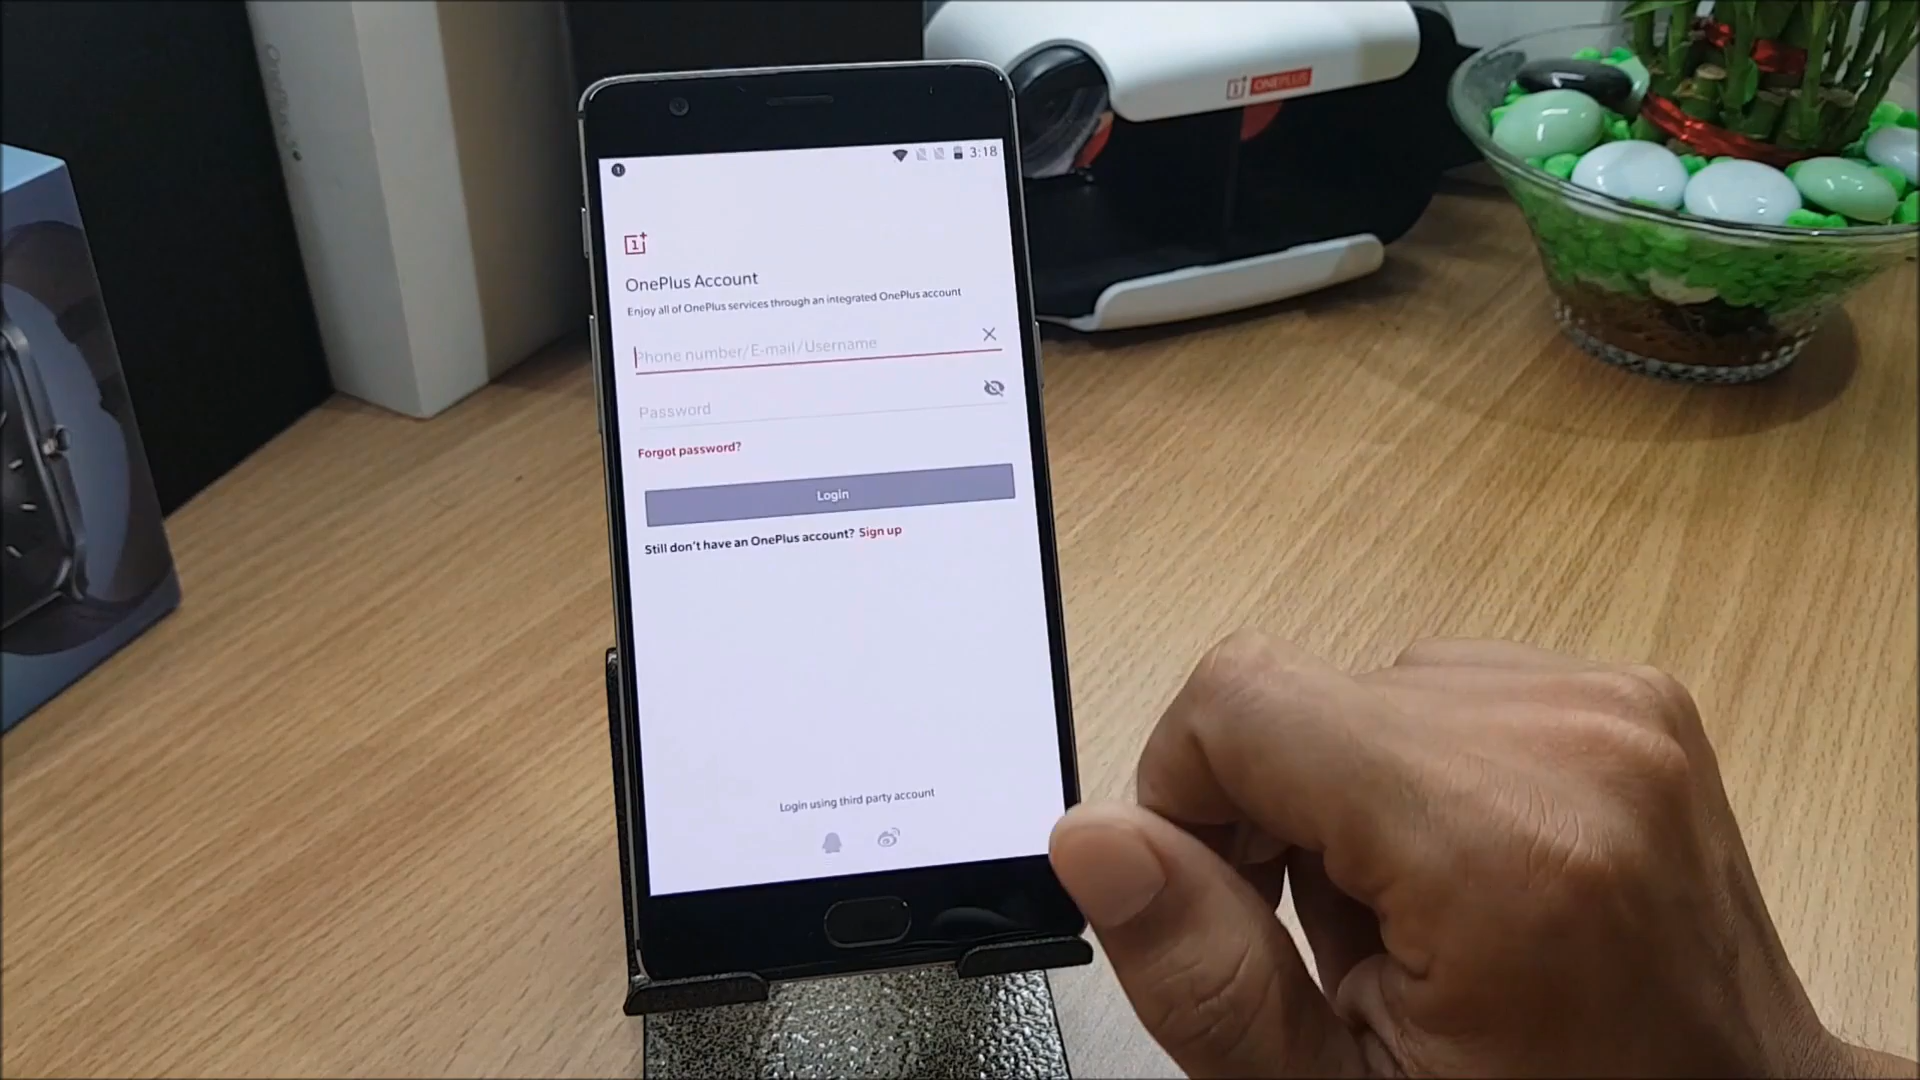 ONEPLUS
3:18
OnePlus Account
Enjoy all of OnePlus services through an integrated OnePlus account
Phone number/E-mail/Username
Password
Forgot password?
Login
Still don't have an OnePlus account? Sign up
Login using third party account